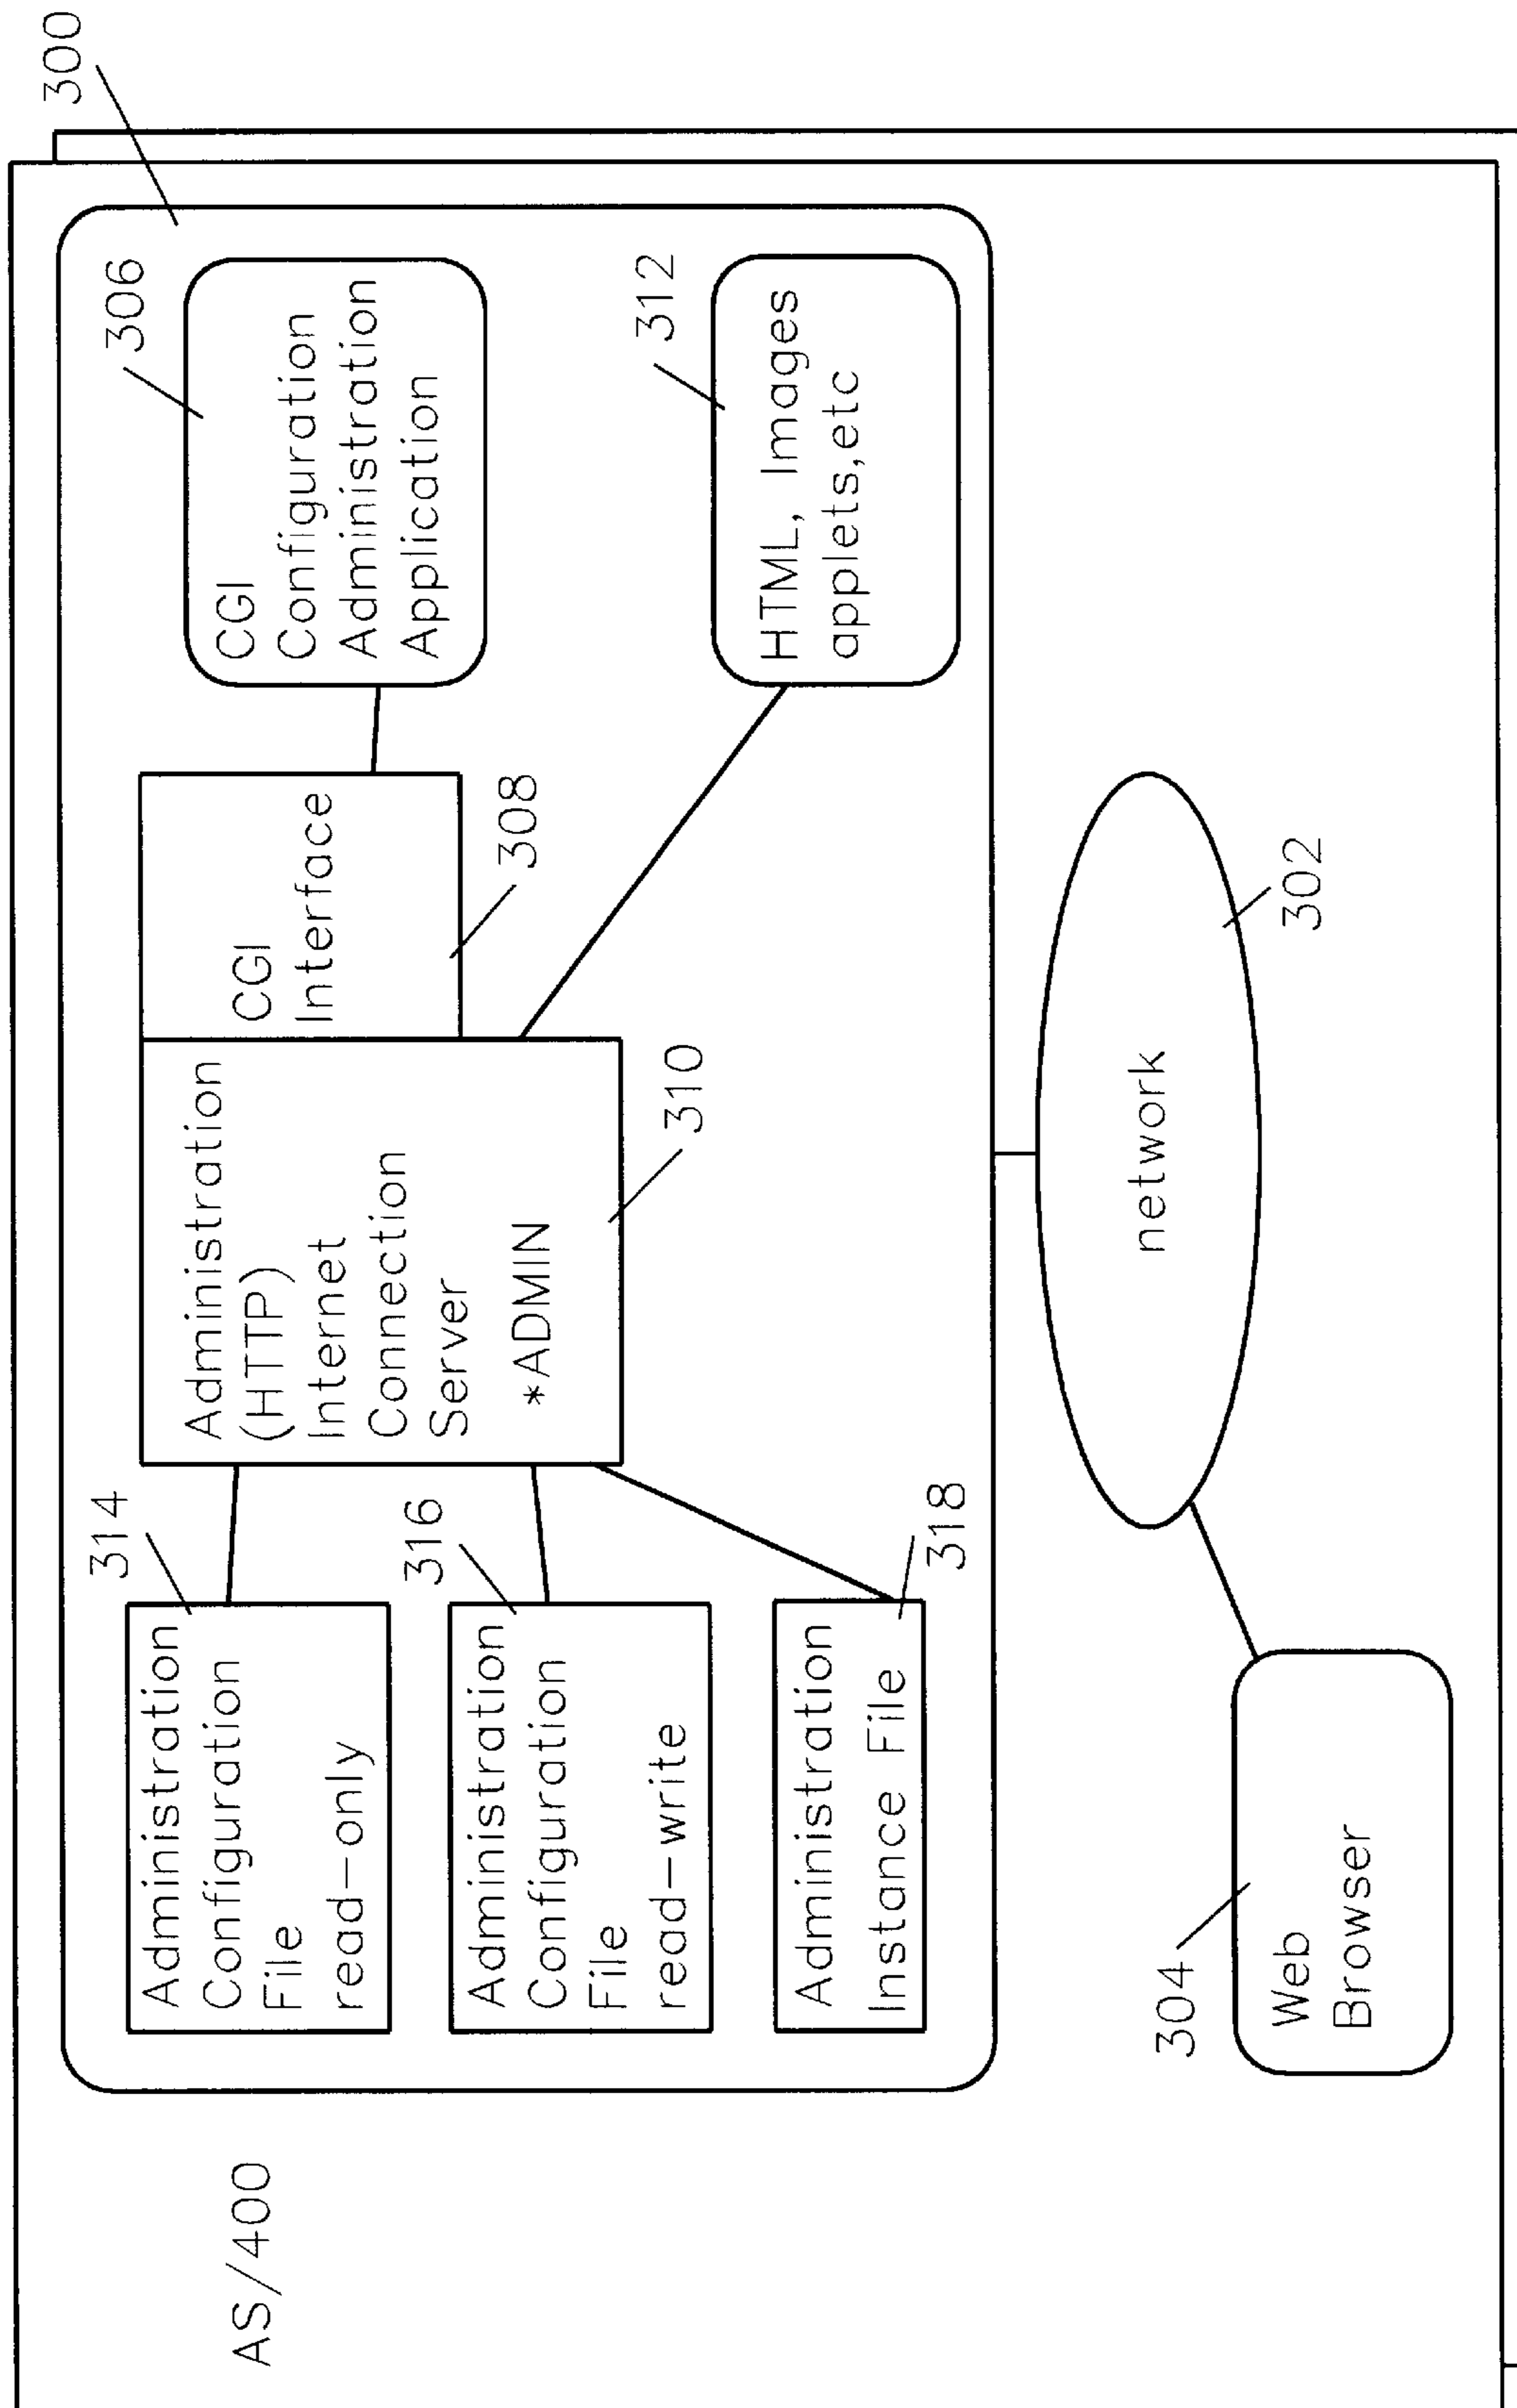 300
AS/400
314
Administration
Configuration
File
read-only
316
Administration
Configuration
File
read-write
318
Administration
Instance File
Administration
(HTTP)
Internet
Connection
Server
*ADMIN
310
CGI
Interface
308
306
CGI
Configuration
Administration
Application
312
HTML, Images
applets,etc
304
Web
Browser
network
302